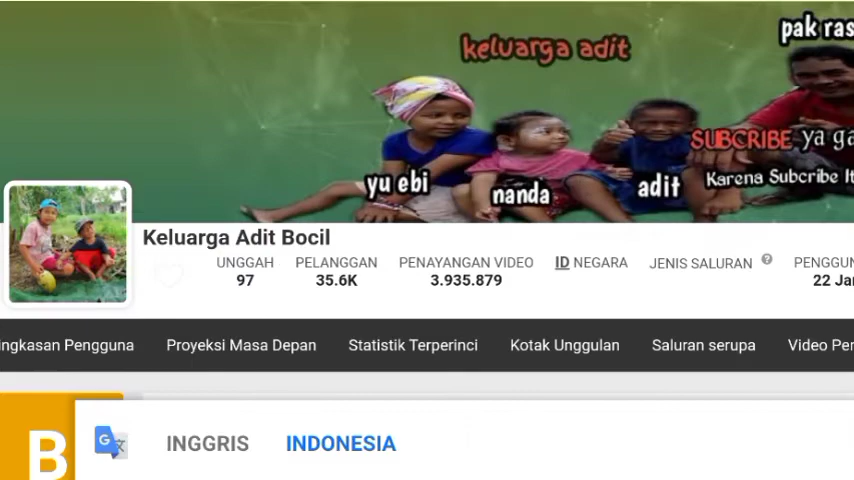 pak ras
keluarga adit
SUBCRIBE ya ga
yu ebi
nanda
adit
Karena Subcribe It
Keluarga Adit Bocil
UNGGAH PELANGGAN PENAYANGAN VIDEO ID NEGARA JENIS SALURAN ? PENGGUN
97 35.6K 3.935.879 22 Jan
ingkasan Pengguna Proyeksi Masa Depan Statistik Terperinci Kotak Unggulan Saluran serupa Video Per
B
G 文 INGGRIS INDONESIA